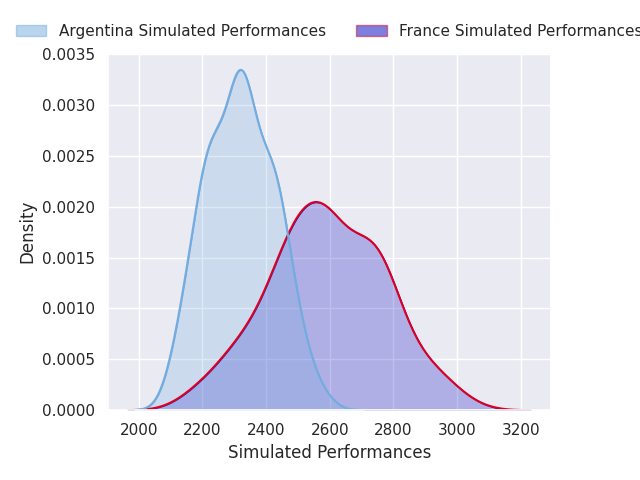 Argentina Simulated Performances France Simulated Performances
0.0035
0.0030
0.0025
0.0020
0.0015
0.0010
0.0005
0.0000
Density
2000 2200 2400 2600 2800 3000 3200
Simulated Performances